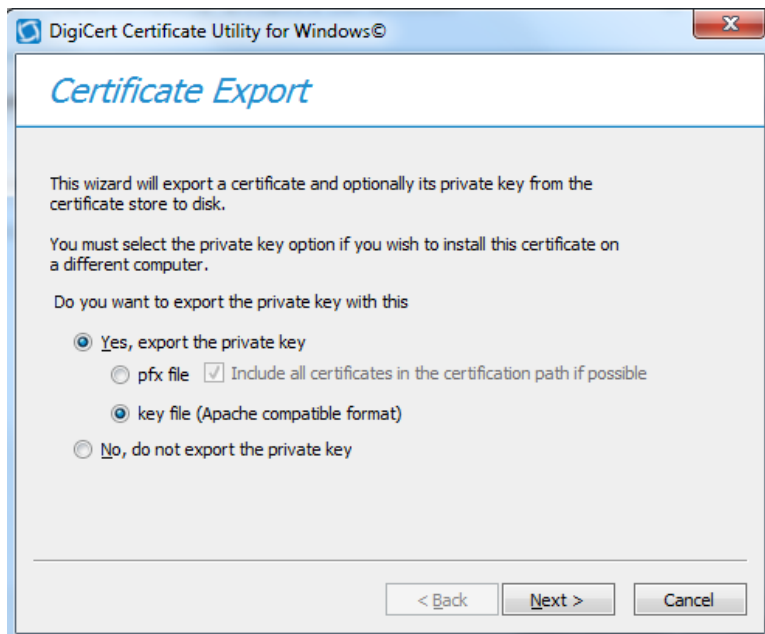 DigiCert Certificate Utility for Windows©
X
Certificate Export
This wizard will export a certificate and optionally its private key from the
certificate store to disk.
You must select the private key option if you wish to install this certificate on
a different computer.
Do you want to export the private key with this
Yes, export the private key
pfx file Include all certificates in the certification path if possible
key file (Apache compatible format)
No, do not export the private key
< Back Next > Cancel